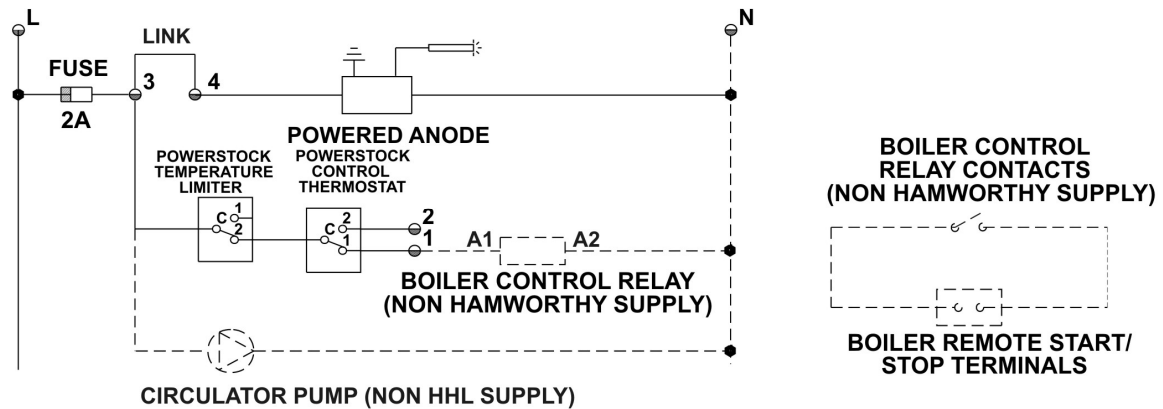 L
N
LINK
FUSE
3
4
2A
POWERED ANODE
POWERSTOCK
TEMPERATURE
LIMITER
POWERSTOCK
CONTROL
THERMOSTAT
C 1
2
C 2
1
2
1
A1
A2
BOILER CONTROL RELAY
(NON HAMWORTHY SUPPLY)
CIRCULATOR PUMP (NON HHL SUPPLY)
BOILER CONTROL
RELAY CONTACTS
(NON HAMWORTHY SUPPLY)
BOILER REMOTE START/
STOP TERMINALS